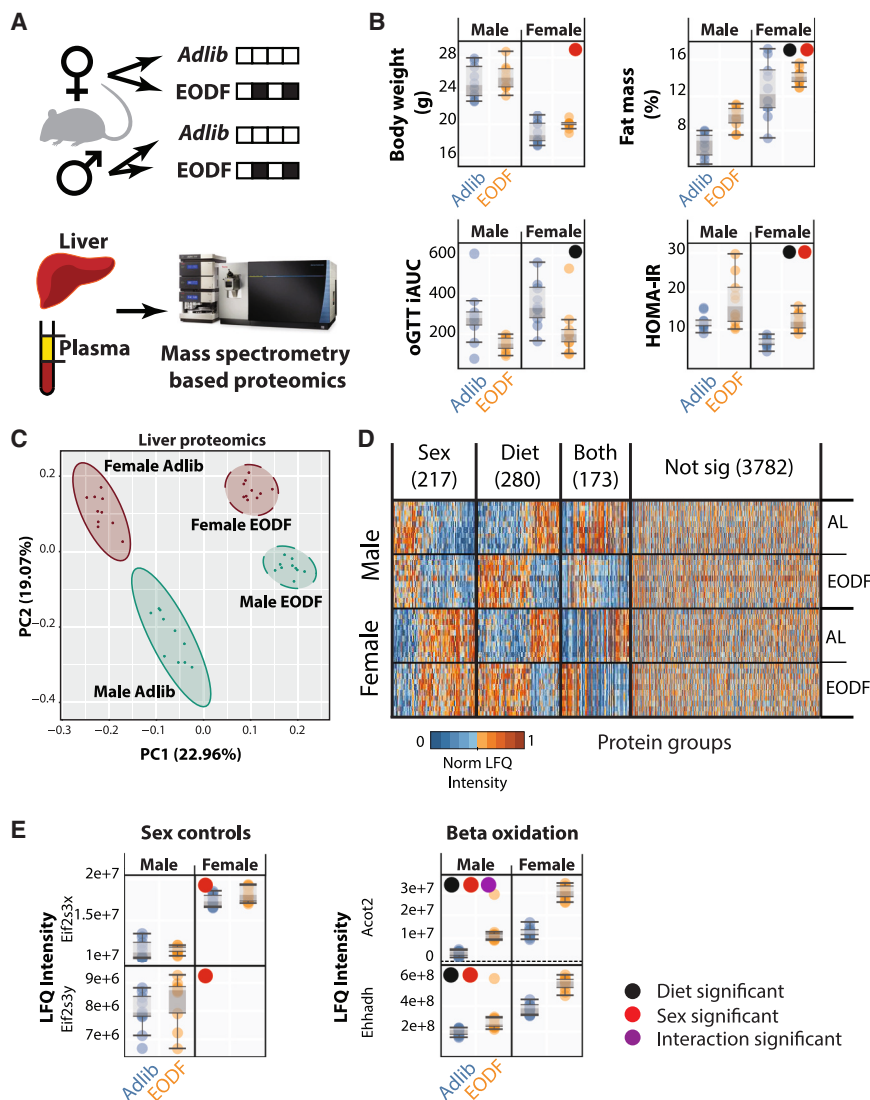 A
Adlib
EODF
Adlib
EODF
Liver
Plasma
Mass spectrometry
based proteomics
B
Male Female
Body weight
(g)
28
24
20
16
Adlib
EODF
Male Female
Fat mass
(%)
16
12
8
Adlib
EODF
Male Female
oGTT iAUC
600
400
200
Adlib
EODF
Male Female
HOMA-IR
30
20
10
Adlib
EODF
C
Liver proteomics
Female Adlib
Female EODF
Male EODF
Male Adlib
PC2 (19.07%)
0.2
0.0
−0.2
−0.4
−0.3 −0.2 −0.1 0.0 0.1 0.2
PC1 (22.96%)
D
Sex
(217)
Diet
(280)
Both
(173)
Not sig (3782)
Male
AL
EODF
Female
AL
EODF
0 1
Norm LFQ
Intensity
Protein groups
E
Sex controls
Male Female
LFQ Intensity
Eif2s3x
2e+7
1.5e+7
1e+7
Eif2s3y
9e+6
8e+6
7e+6
Adlib
EODF
Beta oxidation
Male Female
LFQ Intensity
Acot2
3e+7
2e+7
1e+7
0
Ehhadh
6e+8
4e+8
2e+8
Adlib
EODF
Diet significant
Sex significant
Interaction significant